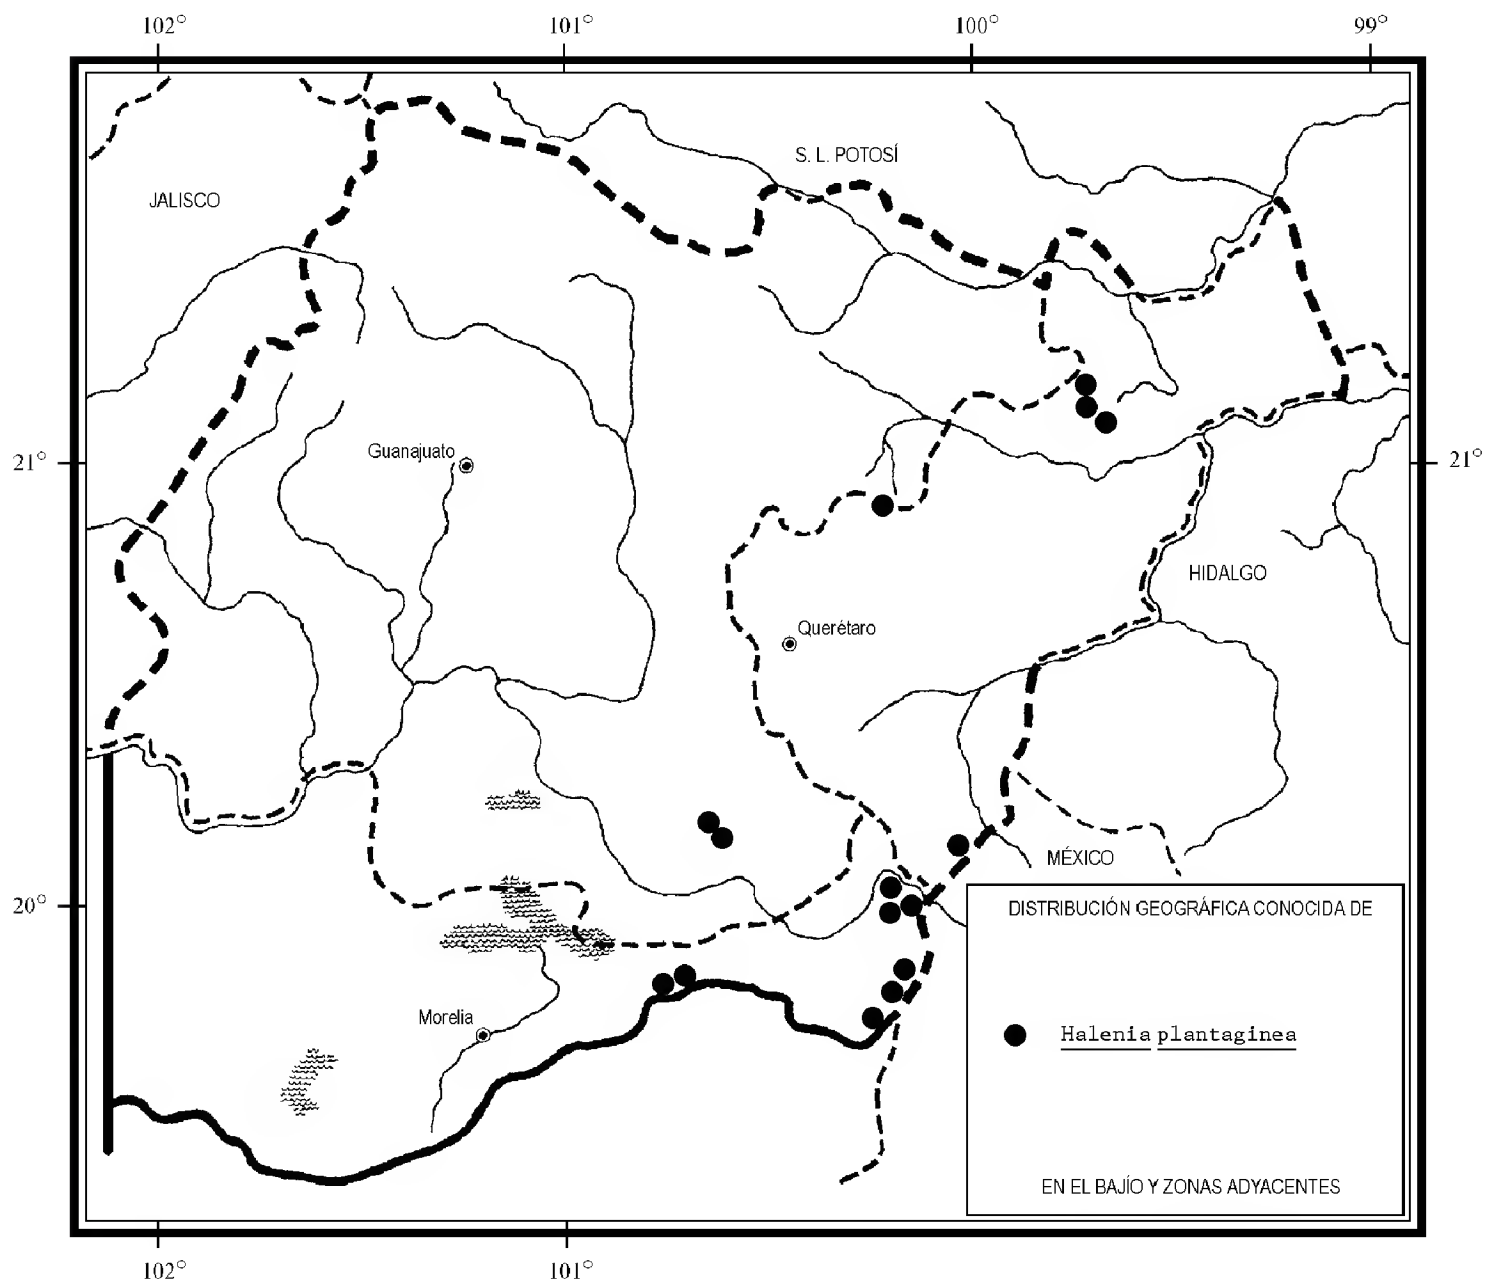 102° 101° 100° 99°
S. L. POTOSÍ
JALISCO
Guanajuato
21° 21°
HIDALGO
Querétaro
MÉXICO
20°
DISTRIBUCIÓN GEOGRÁFICA CONOCIDA DE
Morelia
Halenia plantaginea
EN EL BAJÍO Y ZONAS ADYACENTES
102° 101°